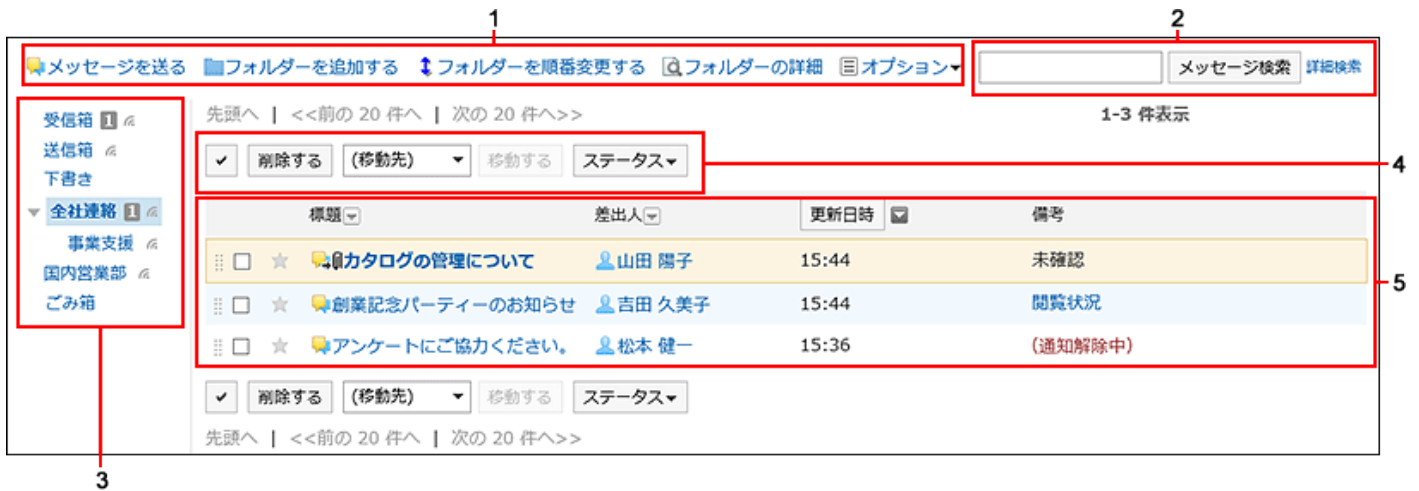 1
2
メッセージを送る フォルダーを追加する フォルダーを順番変更する フォルダーの詳細 オプション
メッセージ検索 詳細検索
受信箱 1
送信箱
下書き
全社連絡 1
事業支援
国内営業部
ごみ箱
3
先頭へ | <<前の 20 件へ | 次の 20 件へ>>
1-3 件表示
削除する (移動先) 移動する ステータス
4
標題 差出人 更新日時 備考
カタログの管理について 山田 陽子 15:44 未確認
創業記念パーティーのお知らせ 吉田 久美子 15:44 閲覧状況
アンケートにご協力ください。 松本 健一 15:36 (通知解除中)
5
削除する (移動先) 移動する ステータス
先頭へ | <<前の 20 件へ | 次の 20 件へ>>